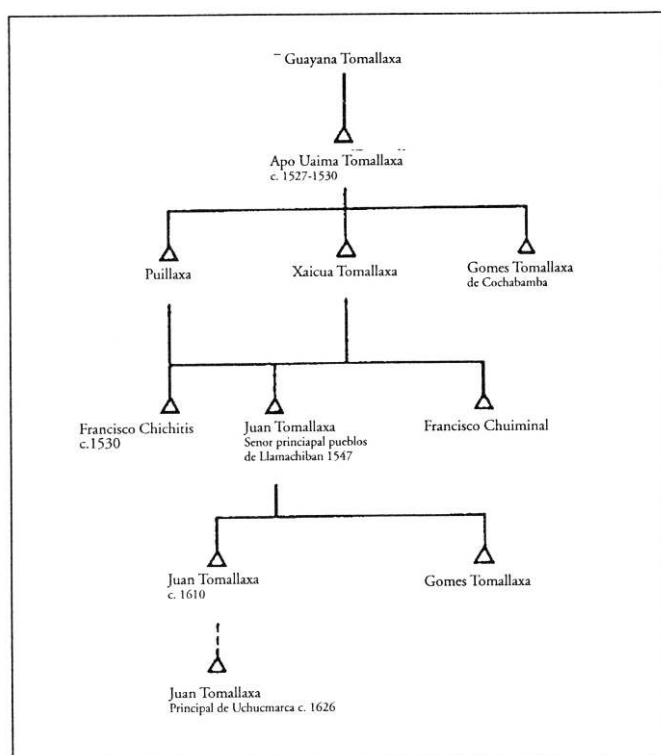 Guayana Tomallaxa
Apo Uaima Tomallaxa
c. 1527-1530
Puillaxa
Xaicua Tomallaxa
Gomes Tomallaxa
de Cochabamba
Francisco Chichitis
c.1530
Juan Tomallaxa
Senor princiapal pueblos
de Llamachiban 1547
Francisco Chuiminal
Juan Tomallaxa
c. 1610
Gomes Tomallaxa
Juan Tomallaxa
Principal de Uchucmarca c. 1626